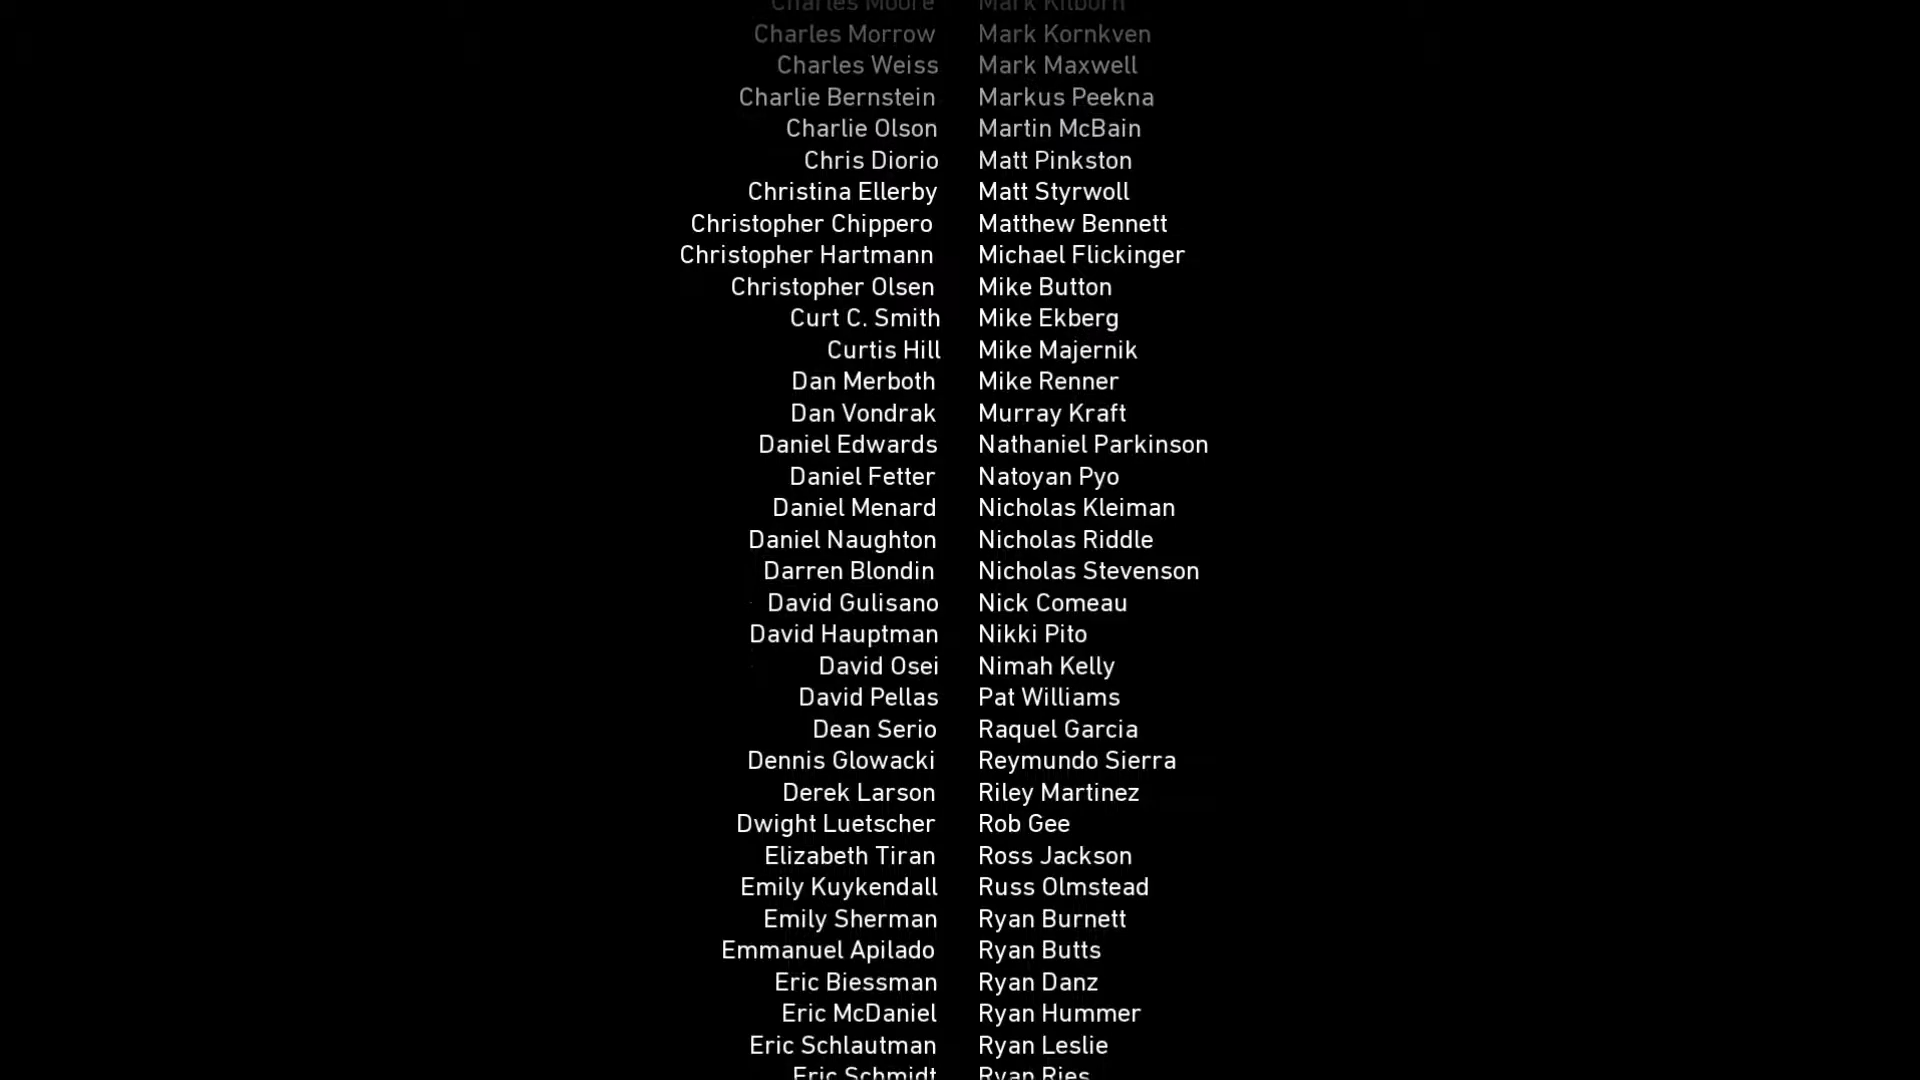 Charles Moore Mark Kilborn
Charles Morrow Mark Kornkven
Charles Weiss Mark Maxwell
Charlie Bernstein Markus Peekna
Charlie Olson Martin McBain
Chris Diorio Matt Pinkston
Christina Ellerby Matt Styrwoll
Christopher Chippero Matthew Bennett
Christopher Hartmann Michael Flickinger
Christopher Olsen Mike Button
Curt C. Smith Mike Ekberg
Curtis Hill Mike Majernik
Dan Merboth Mike Renner
Dan Vondrak Murray Kraft
Daniel Edwards Nathaniel Parkinson
Daniel Fetter Natoyan Pyo
Daniel Menard Nicholas Kleiman
Daniel Naughton Nicholas Riddle
Darren Blondin Nicholas Stevenson
David Gulisano Nick Comeau
David Hauptman Nikki Pito
David Osei Nimah Kelly
David Pellas Pat Williams
Dean Serio Raquel Garcia
Dennis Glowacki Reymundo Sierra
Derek Larson Riley Martinez
Dwight Luetscher Rob Gee
Elizabeth Tiran Ross Jackson
Emily Kuykendall Russ Olmstead
Emily Sherman Ryan Burnett
Emmanuel Apilado Ryan Butts
Eric Biessman Ryan Danz
Eric McDaniel Ryan Hummer
Eric Schlautman Ryan Leslie
Eric Schmidt Ryan Ries